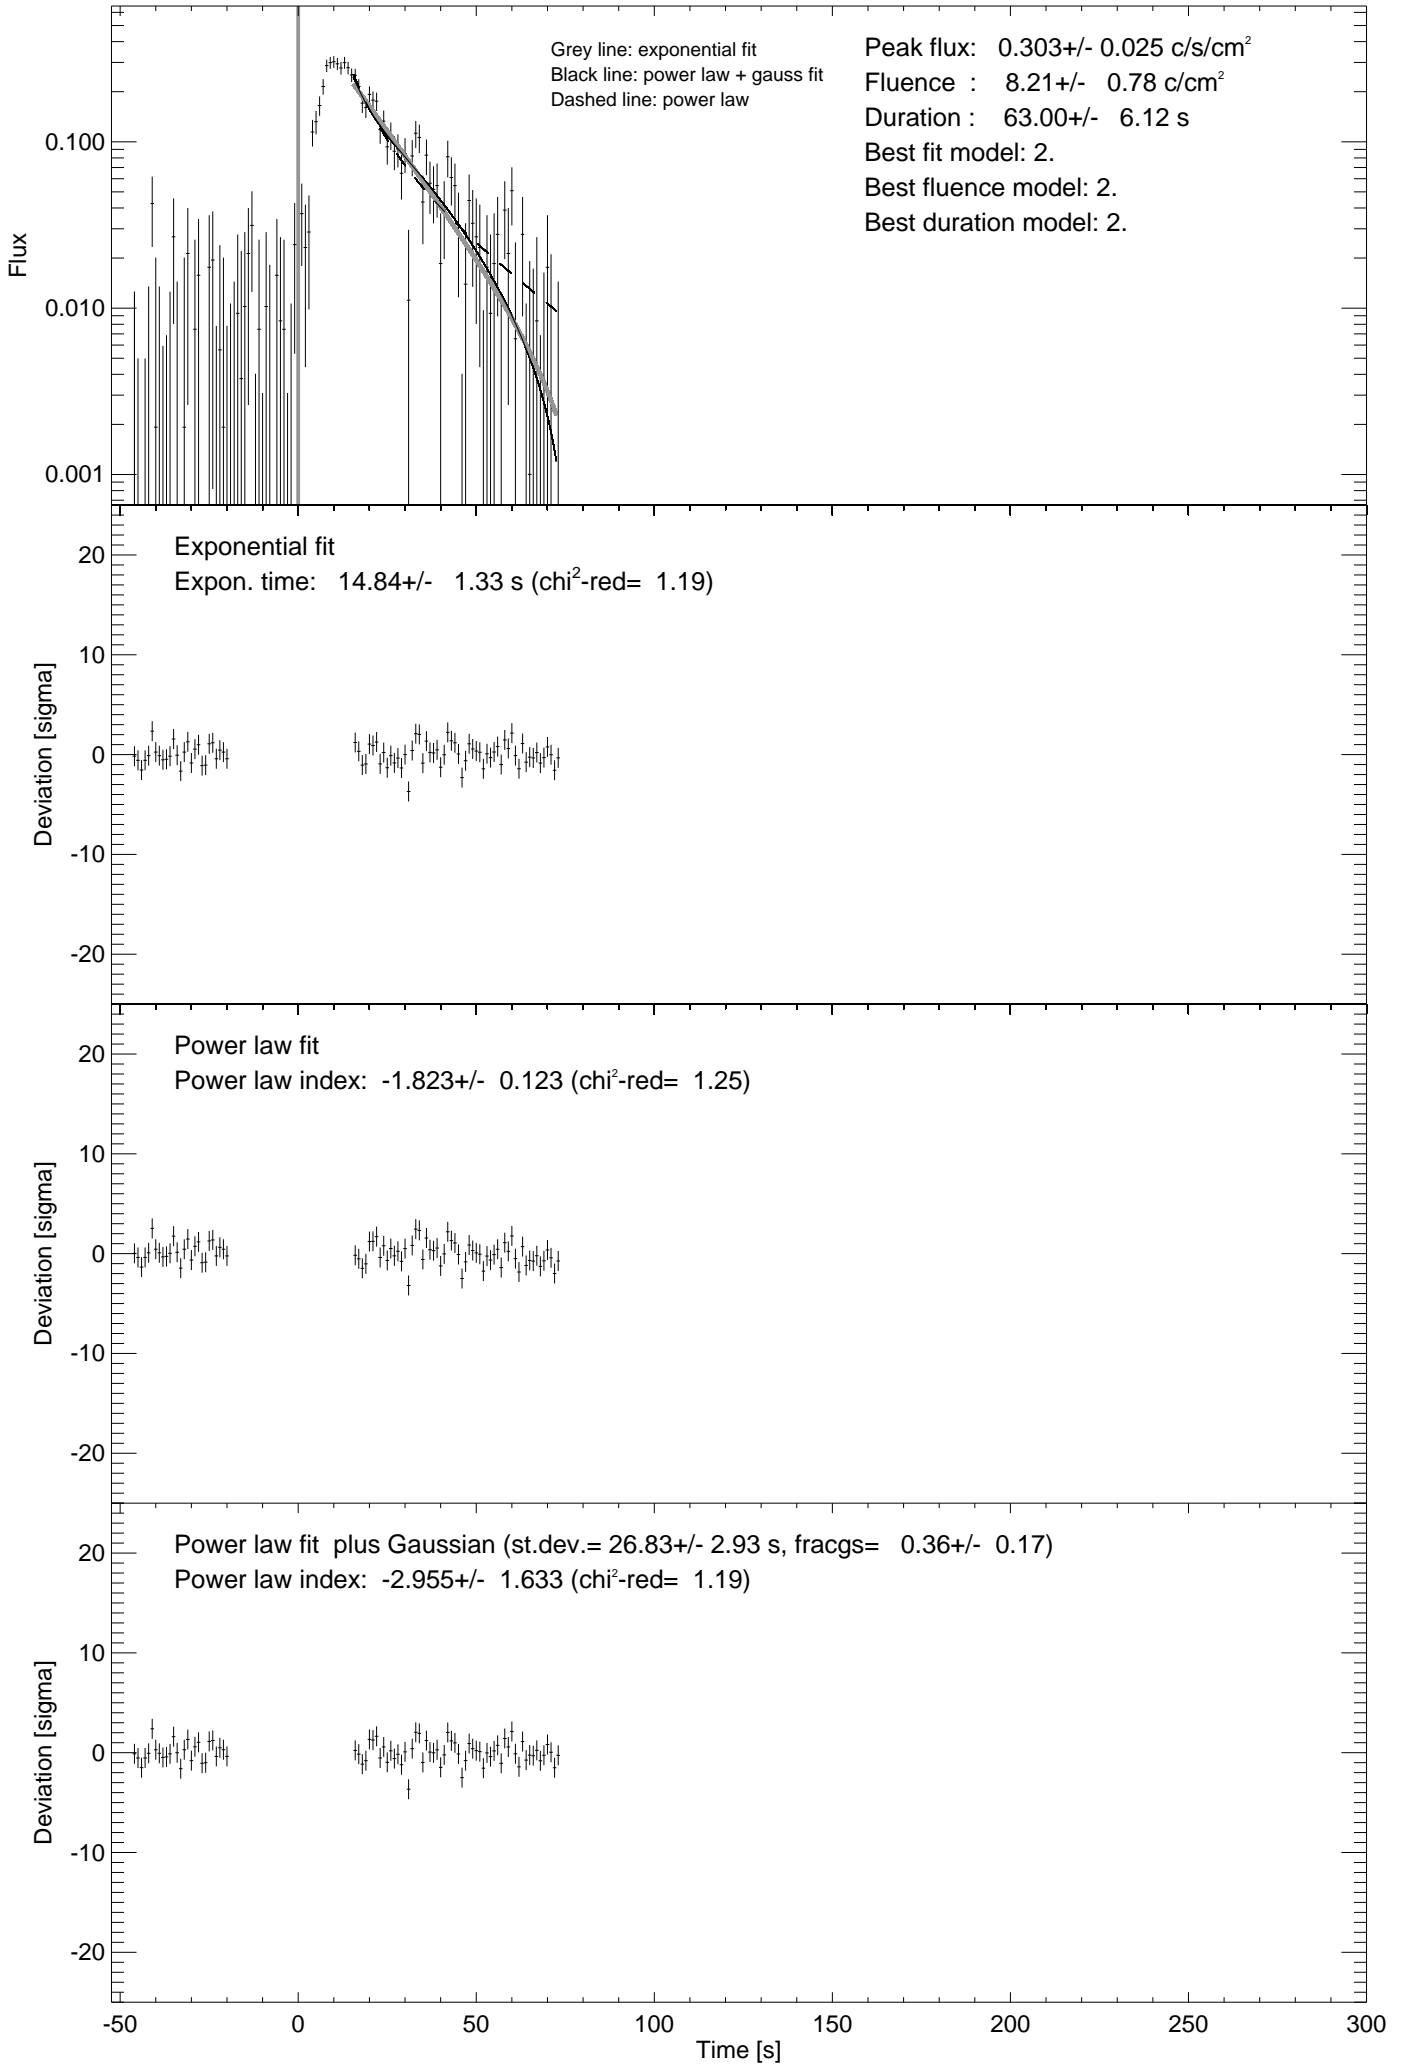 Grey line: exponential fit
Black line: power law + gauss fit
Dashed line: power law
Peak flux: 0.303+/- 0.025 c/s/cm²
Fluence : 8.21+/- 0.78 c/cm²
Duration : 63.00+/- 6.12 s
Best fit model: 2.
Best fluence model: 2.
Best duration model: 2.
0.100
0.010
0.001
Flux
Exponential fit
Expon. time: 14.84+/- 1.33 s (chi²-red= 1.19)
20
10
0
-10
-20
Deviation [sigma]
Power law fit
Power law index: -1.823+/- 0.123 (chi²-red= 1.25)
20
10
0
-10
-20
Deviation [sigma]
Power law fit plus Gaussian (st.dev.= 26.83+/- 2.93 s, fracgs= 0.36+/- 0.17)
Power law index: -2.955+/- 1.633 (chi²-red= 1.19)
20
10
0
-10
-20
Deviation [sigma]
-50 0 50 100 150 200 250 300
Time [s]